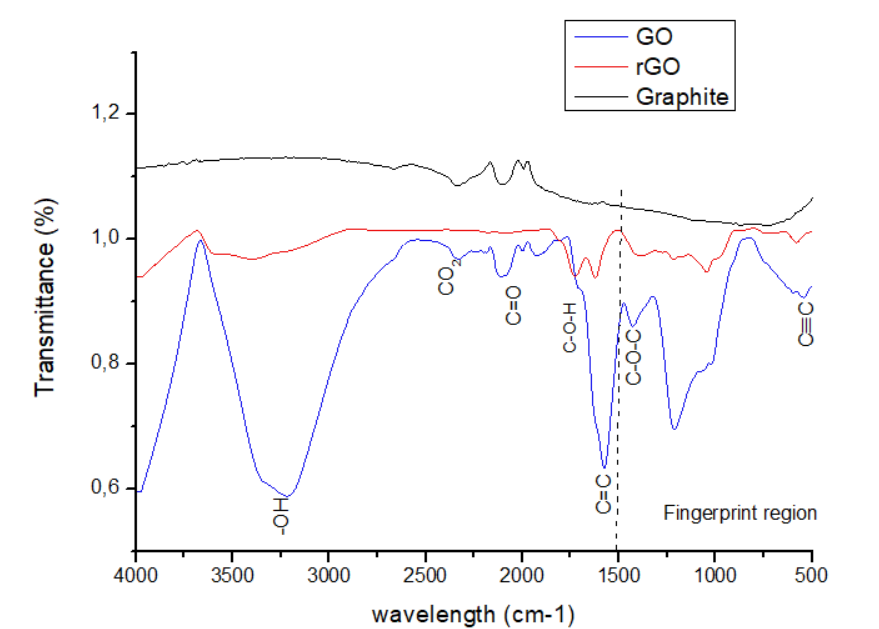 GO
rGO
Graphite
1,2
1,0
0,8
0,6
Transmittance (%)
CO2
C=O
C-O-H
C-O-C
C≡C
-OH
C=C
Fingerprint region
4000 3500 3000 2500 2000 1500 1000 500
wavelength (cm-1)